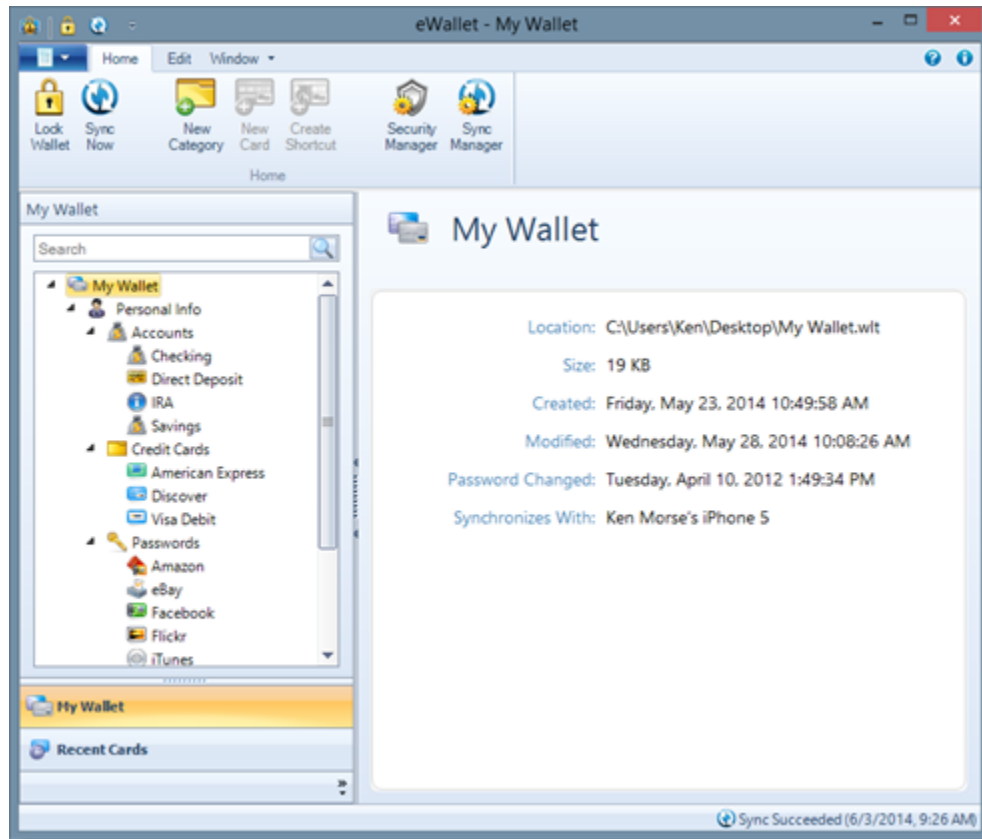 eWallet - My Wallet
Home Edit Window
Lock Wallet
Sync Now
New Category
New Card
Create Shortcut
Security Manager
Sync Manager
Home
My Wallet
Search
My Wallet
Personal Info
Accounts
Checking
Direct Deposit
IRA
Savings
Credit Cards
American Express
Discover
Visa Debit
Passwords
Amazon
eBay
Facebook
Flickr
iTunes
My Wallet
Recent Cards
My Wallet
Location: C:\Users\Ken\Desktop\My Wallet.wlt
Size: 19 KB
Created: Friday, May 23, 2014 10:49:58 AM
Modified: Wednesday, May 28, 2014 10:08:26 AM
Password Changed: Tuesday, April 10, 2012 1:49:34 PM
Synchronizes With: Ken Morse's iPhone 5
Sync Succeeded (6/3/2014, 9:26 AM)